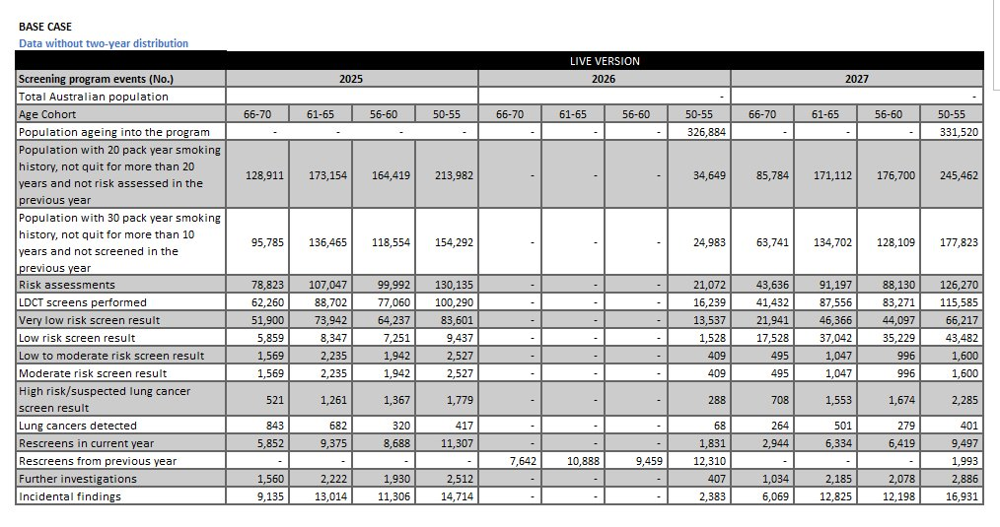 BASE CASE
Data without two-year distribution
LIVE VERSION
Screening program events (No.) 2025 2026 2027
Total Australian population - -
Age Cohort 66-70 61-65 56-60 50-55 66-70 61-65 56-60 50-55 66-70 61-65 56-60 50-55
Population ageing into the program - - - - - - - 326,884 - - - 331,520
Population with 20 pack year smoking
history, not quit for more than 20
years and not risk assessed in the
previous year
128,911 173,154 164,419 213,982 - - - 34,649 85,784 171,112 176,700 245,462
Population with 30 pack year smoking
history, not quit for more than 10
years and not screened in the
previous year
95,785 136,465 118,554 154,292 - - - 24,983 63,741 134,702 128,109 177,823
Risk assessments 78,823 107,047 99,992 130,135 - - - 21,072 43,636 91,197 88,130 126,270
LDCT screens performed 62,260 88,702 77,060 100,290 - - - 16,239 41,432 87,556 83,271 115,585
Very low risk screen result 51,900 73,942 64,237 83,601 - - - 13,537 21,941 46,366 44,097 66,217
Low risk screen result 5,859 8,347 7,251 9,437 - - - 1,528 17,528 37,042 35,229 43,482
Low to moderate risk screen result 1,569 2,235 1,942 2,527 - - - 409 495 1,047 996 1,600
Moderate risk screen result 1,569 2,235 1,942 2,527 - - - 409 495 1,047 996 1,600
High risk/suspected lung cancer
screen result
521 1,261 1,367 1,779 - - - 288 708 1,553 1,674 2,285
Lung cancers detected 843 682 320 417 - - - 68 264 501 279 401
Rescreens in current year 5,852 9,375 8,688 11,307 - - - 1,831 2,944 6,334 6,419 9,497
Rescreens from previous year - - - - 7,642 10,888 9,459 12,310 - - - 1,993
Further investigations 1,560 2,222 1,930 2,512 - - - 407 1,034 2,185 2,078 2,886
Incidental findings 9,135 13,014 11,306 14,714 - - - 2,383 6,069 12,825 12,198 16,931